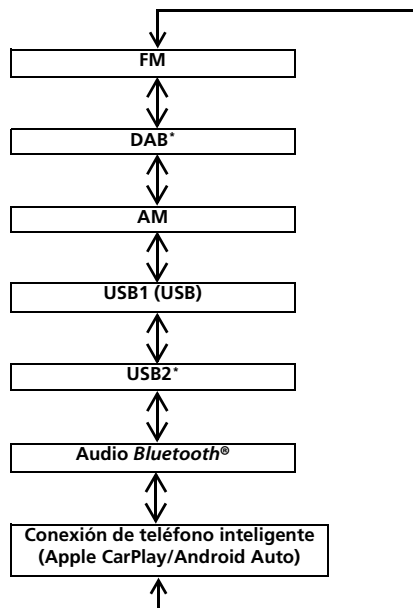 FM
DAB*
AM
USB1 (USB)
USB2*
Audio Bluetooth®
Conexión de teléfono inteligente
(Apple CarPlay/Android Auto)